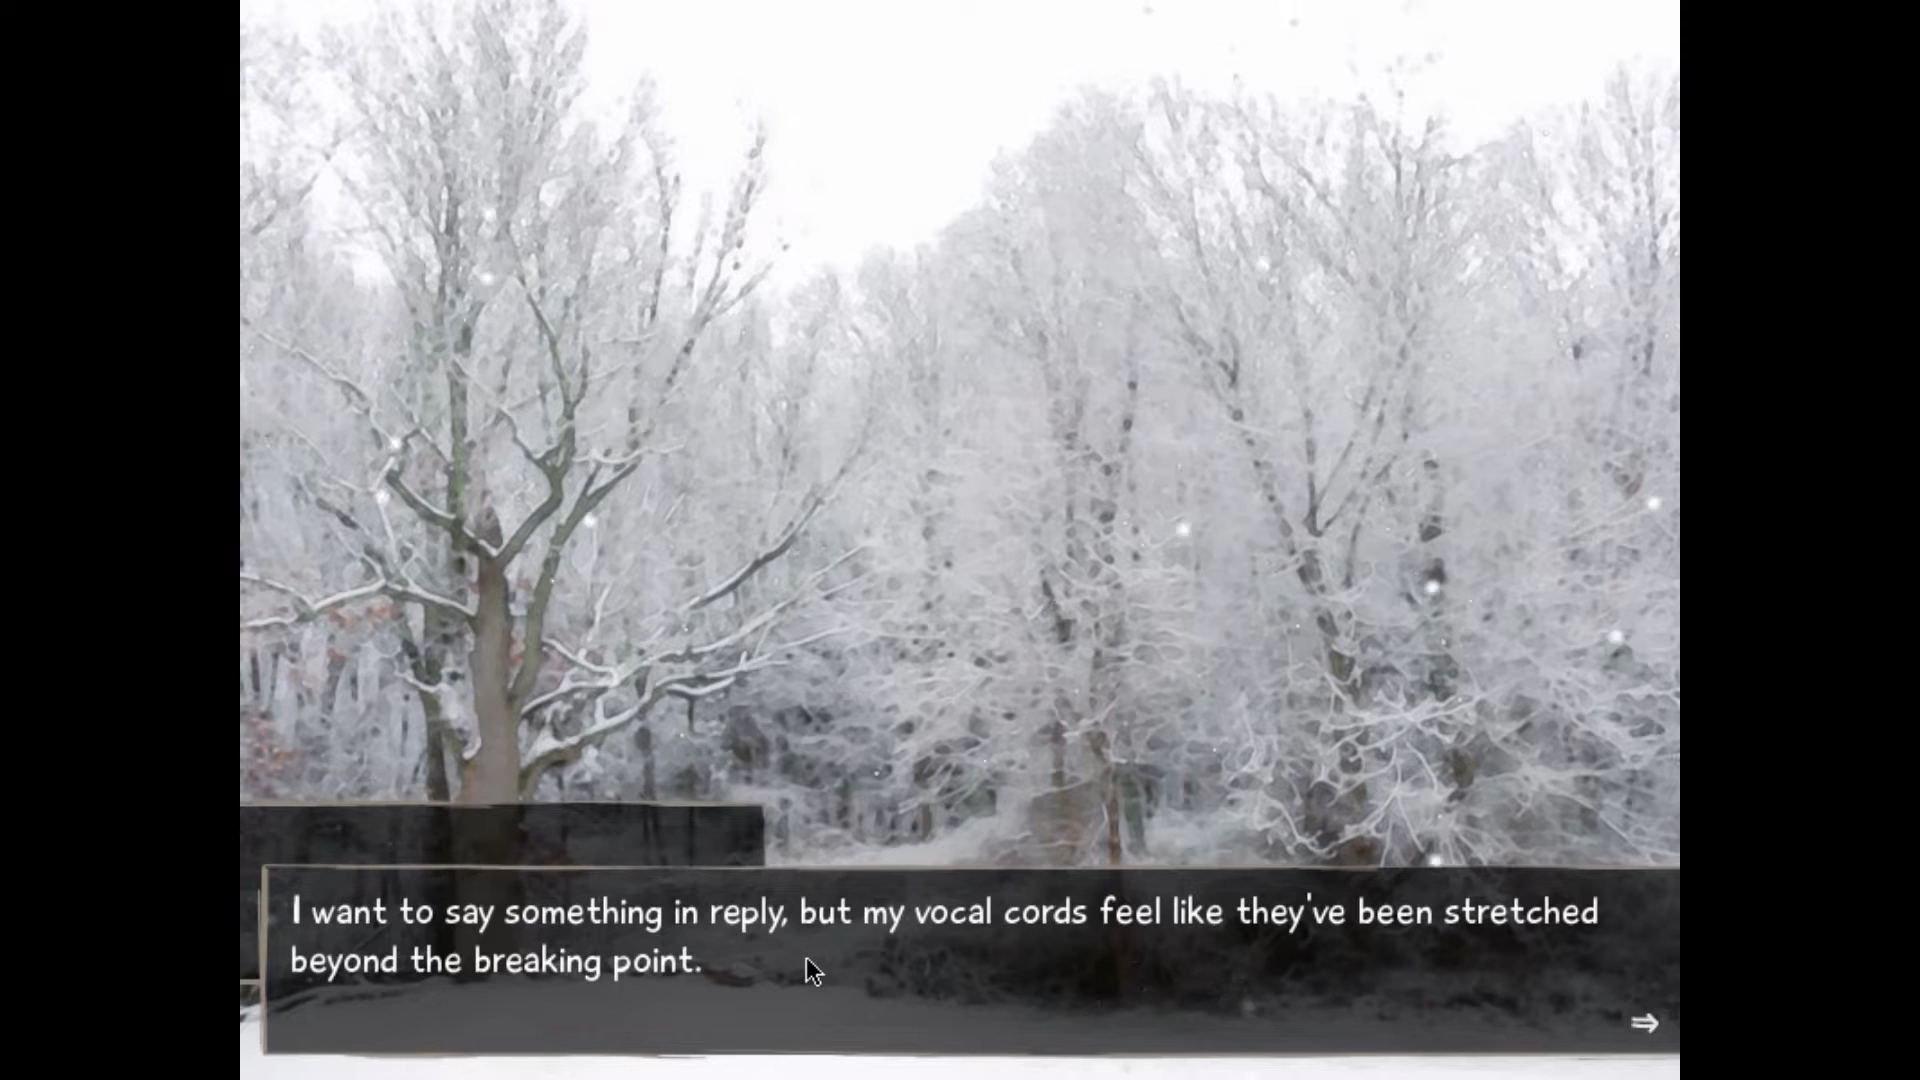 I want to say something in reply, but my vocal cords feel like they've been stretched
beyond the breaking point.